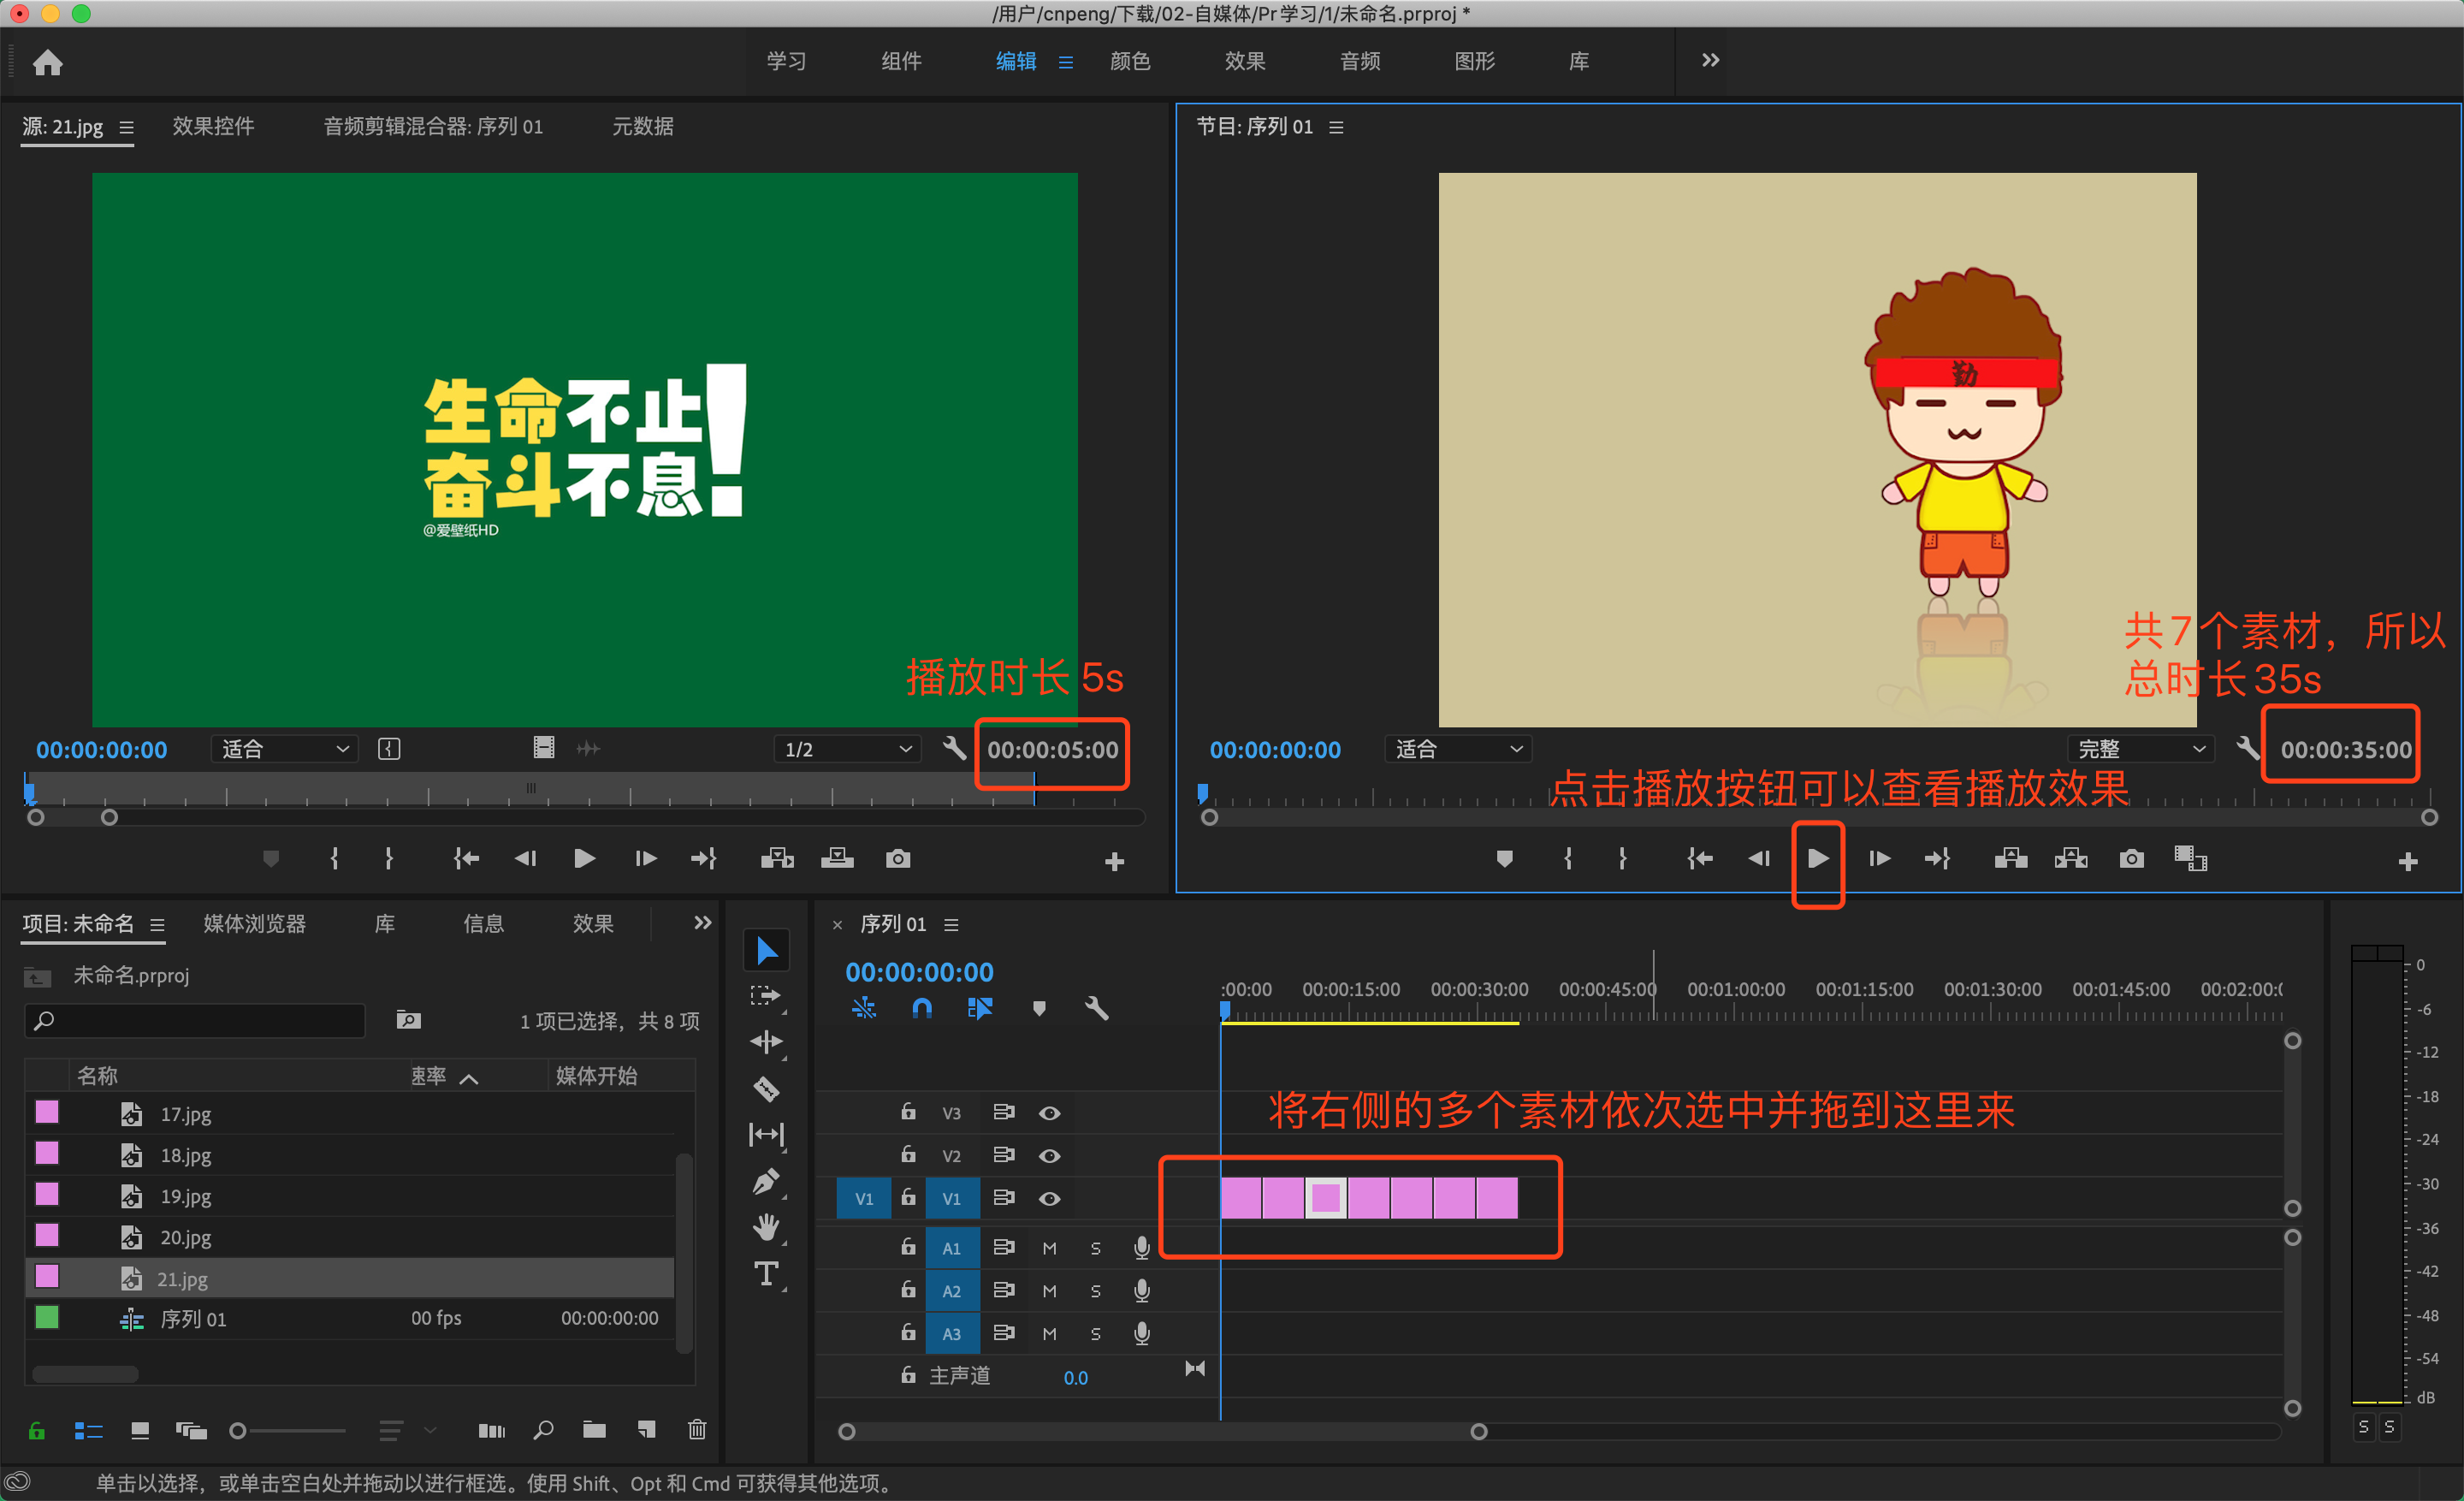 /用户/cnpeng/下载/02-自媒体/Pr 学习/1/未命名.prproj *
学习 组件 编辑 颜色 效果 音频 图形 库
源: 21.jpg 效果控件 音频剪辑混合器: 序列 01 元数据
生命不止
奋斗不息!
@爱壁纸HD
播放时长 5s
00:00:00:00 适合 1/2 00:00:05:00
节目: 序列 01
勤
共 7 个素材，所以
总时长 35s
00:00:00:00 适合 完整 00:00:35:00
点击播放按钮可以查看播放效果
项目: 未命名 媒体浏览器 库 信息 效果
未命名.prproj
1 项已选择，共 8 项
名称 速率 媒体开始
17.jpg
18.jpg
19.jpg
20.jpg
21.jpg
序列 01 00 fps 00:00:00:00
× 序列 01
00:00:00:00
:00:00 00:00:15:00 00:00:30:00 00:00:45:00 00:01:00:00 00:01:15:00 00:01:30:00 00:01:45:00 00:02:00:0
将右侧的多个素材依次选中并拖到这里来
V3
V2
V1 V1
A1 M S
A2 M S
A3 M S
主声道 0.0
0
-6
-12
-18
-24
-30
-36
-42
-48
-54
dB
S S
单击以选择，或单击空白处并拖动以进行框选。使用 Shift、Opt 和 Cmd 可获得其他选项。